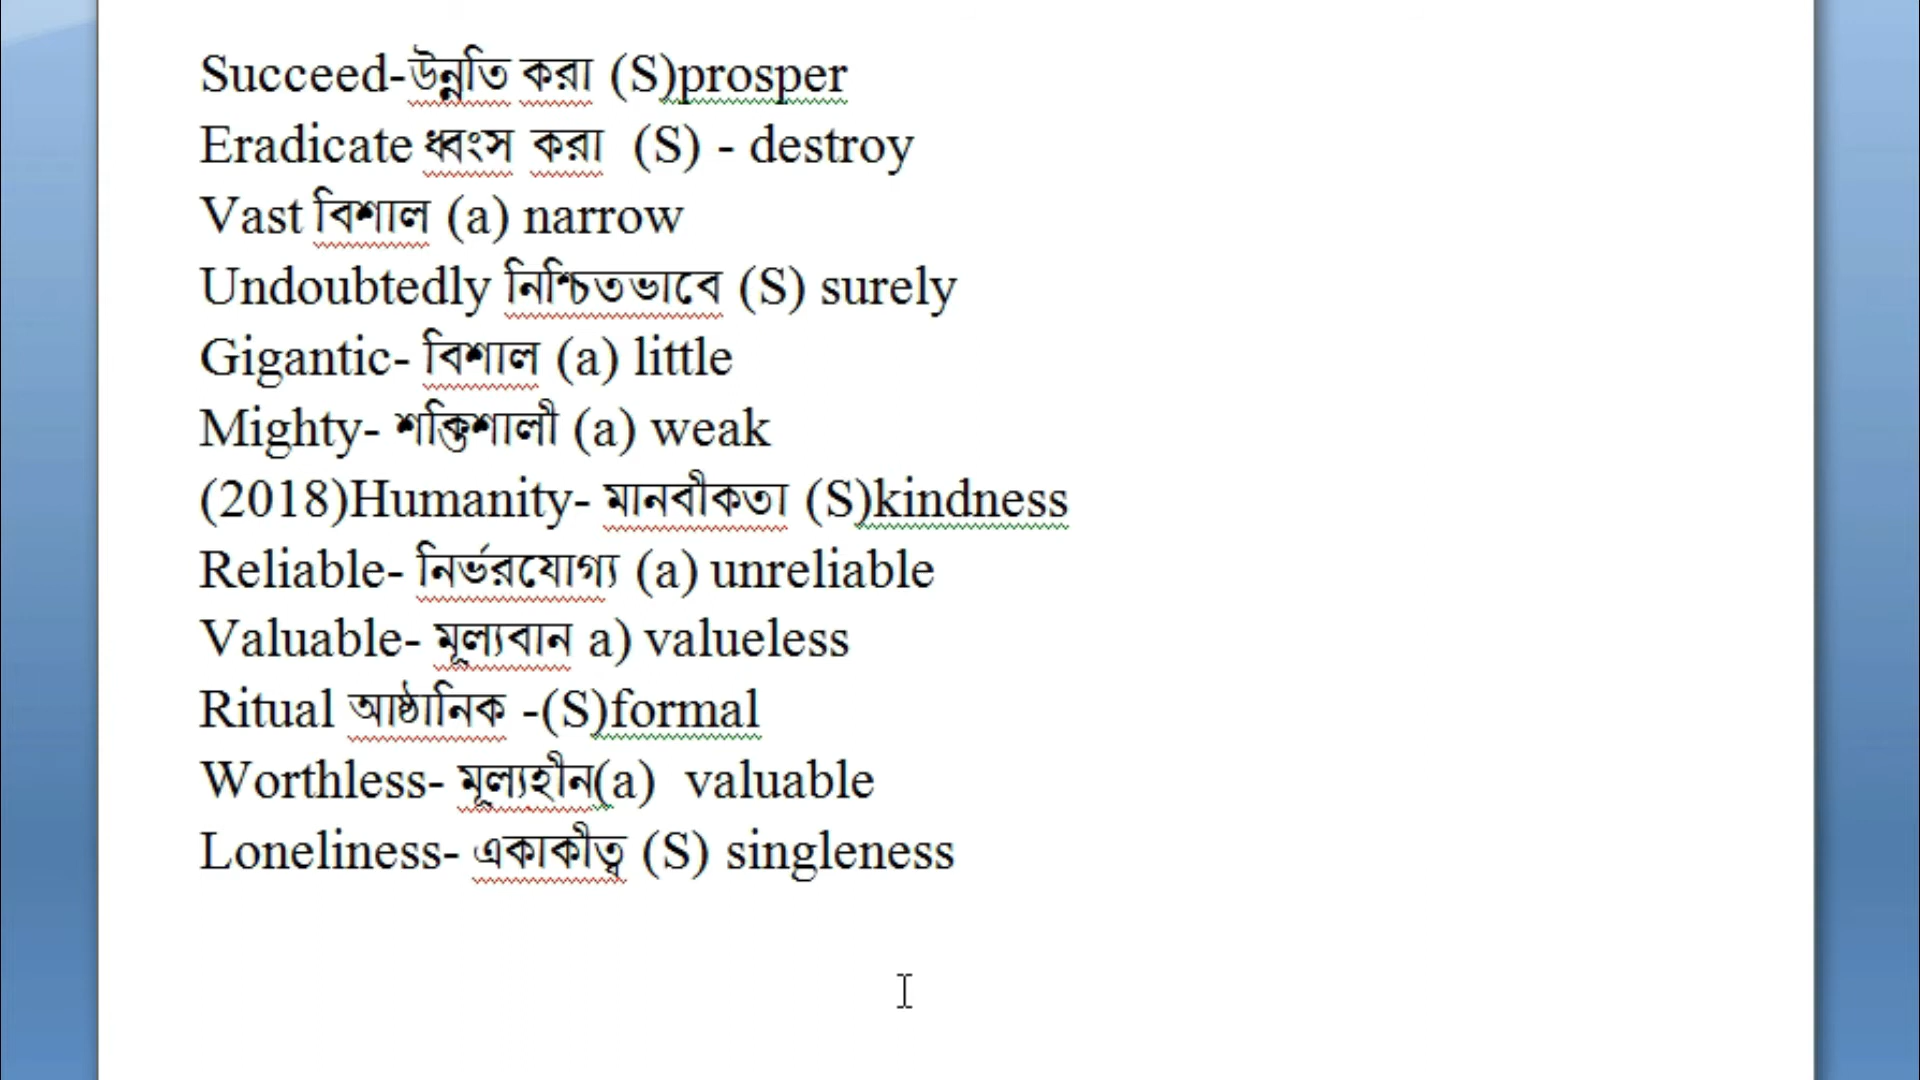 Succeed-উন্নতি করা (S)prosper
Eradicate ধ্বংস করা (S) - destroy
Vast বিশাল (a) narrow
Undoubtedly নিশ্চিতভাবে (S) surely
Gigantic- বিশাল (a) little
Mighty- শক্তিশালী (a) weak
(2018)Humanity- মানবীকতা (S)kindness
Reliable- নির্ভরযোগ্য (a) unreliable
Valuable- মূল্যবান a) valueless
Ritual আষ্ঠানিক -(S)formal
Worthless- মূল্যহীন(a) valuable
Loneliness- একাকীত্ব (S) singleness